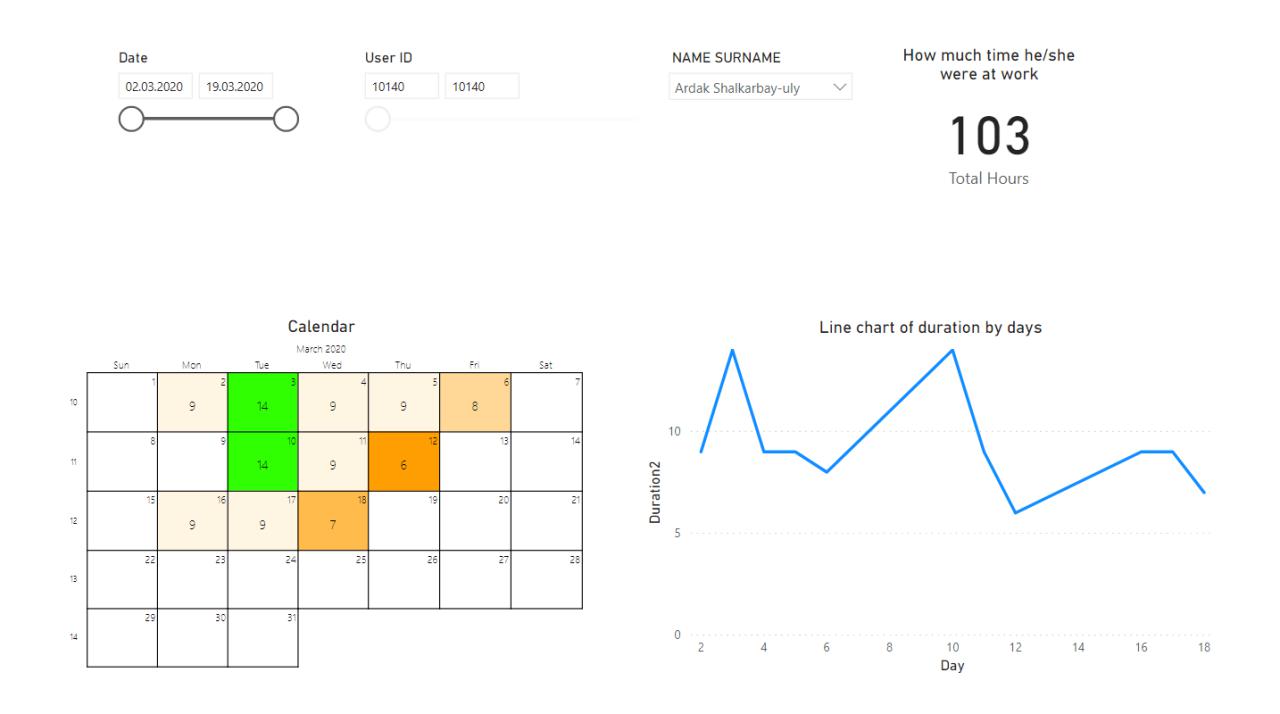 Date
02.03.2020 19.03.2020
User ID
10140 10140
NAME SURNAME
Ardak Shalkarbay-uly
How much time he/she
were at work
103
Total Hours
Calendar
March 2020
Sun Mon Tue Wed Thu Fri Sat
1 2 3 4 5 6 7
10 9 14 9 9 8
8 9 10 11 12 13 14
11 14 9 6
15 16 17 18 19 20 21
12 9 9 7
22 23 24 25 26 27 28
13
29 30 31
14
Line chart of duration by days
Duration2
10
5
0
2 4 6 8 10 12 14 16 18
Day